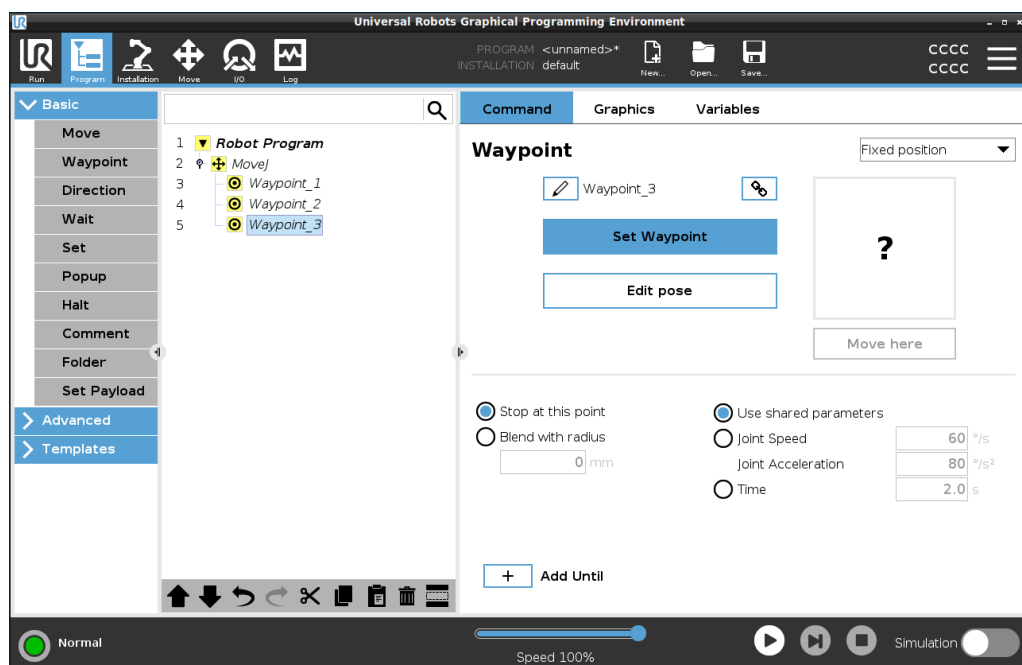 UR
Universal Robots Graphical Programming Environment
UR
Run
Program
Installation
Move
I/O
Log
PROGRAM <unnamed>*
INSTALLATION default
New...
Open...
Save...
CCCC
CCCC
Basic
Move
Waypoint
Direction
Wait
Set
Popup
Halt
Comment
Folder
Set Payload
Advanced
Templates
1 Robot Program
2 MoveJ
3 Waypoint_1
4 Waypoint_2
5 Waypoint_3
Command Graphics Variables
Waypoint
Fixed position
Waypoint_3
Set Waypoint
Edit pose
?
Move here
Stop at this point
Blend with radius
0 mm
Use shared parameters
Joint Speed 60 °/s
Joint Acceleration 80 °/s²
Time 2.0 s
+ Add Until
Normal
Speed 100%
Simulation